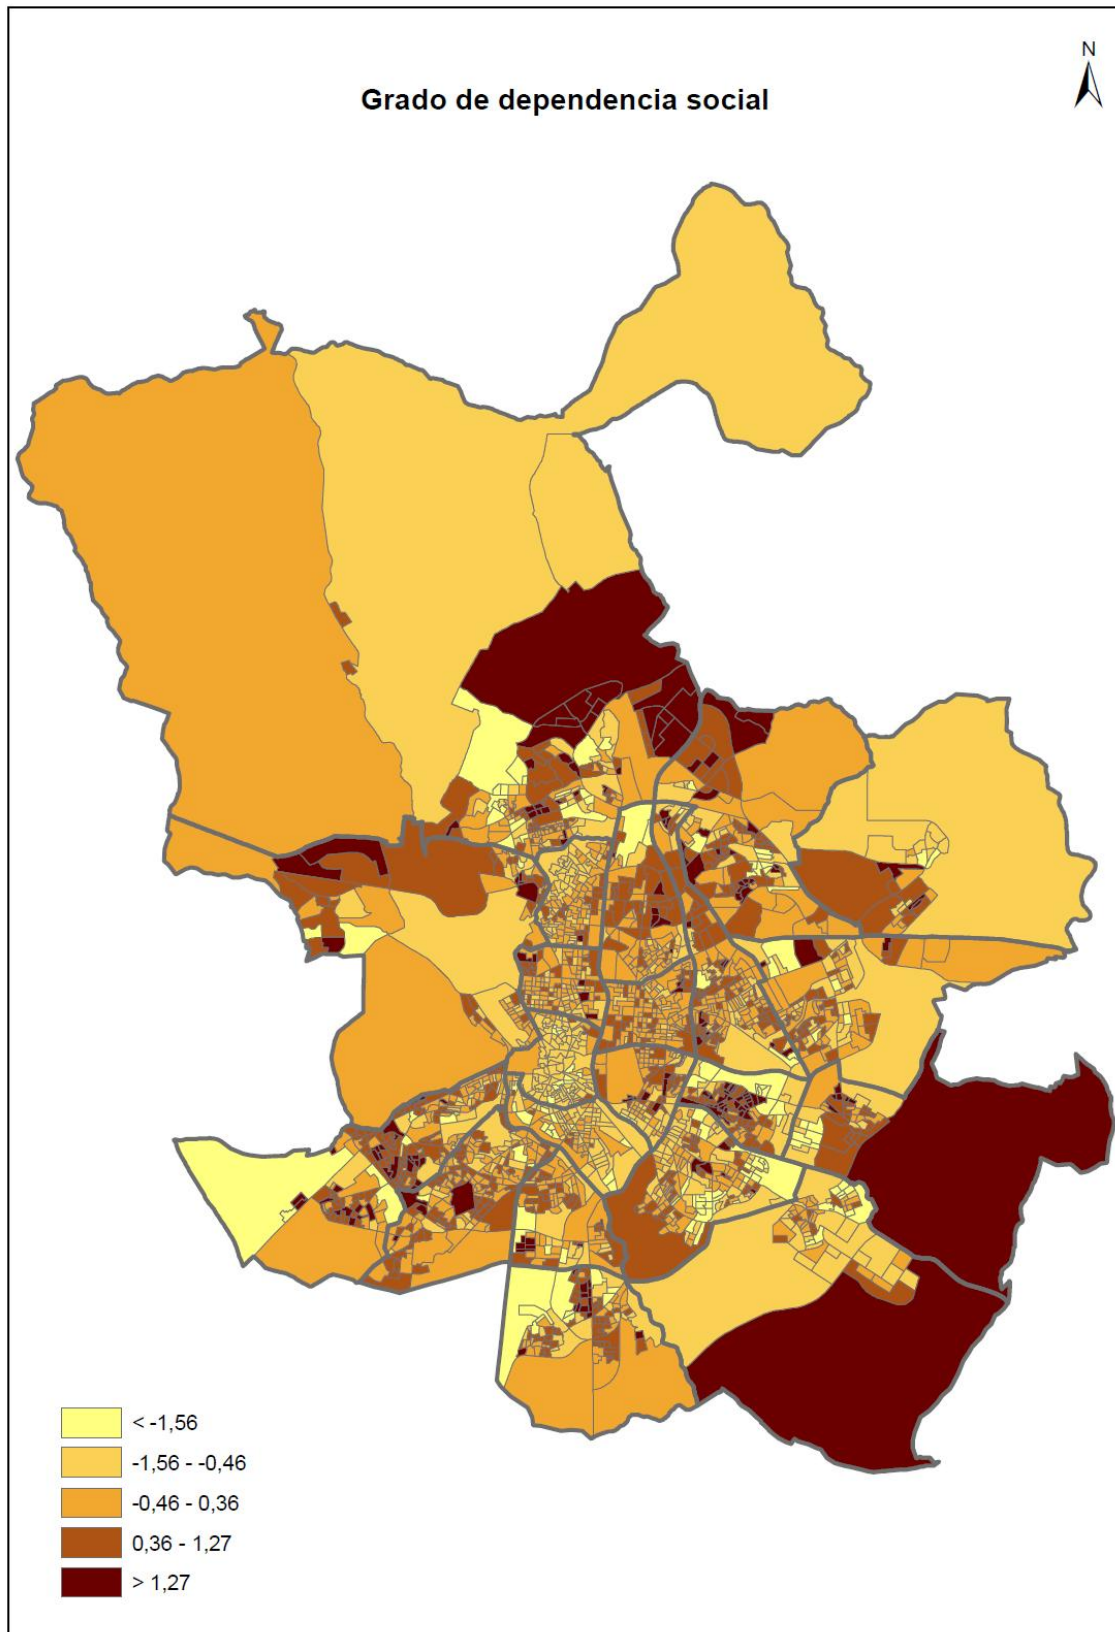 N
Grado de dependencia social
< -1,56
-1,56 - -0,46
-0,46 - 0,36
0,36 - 1,27
> 1,27